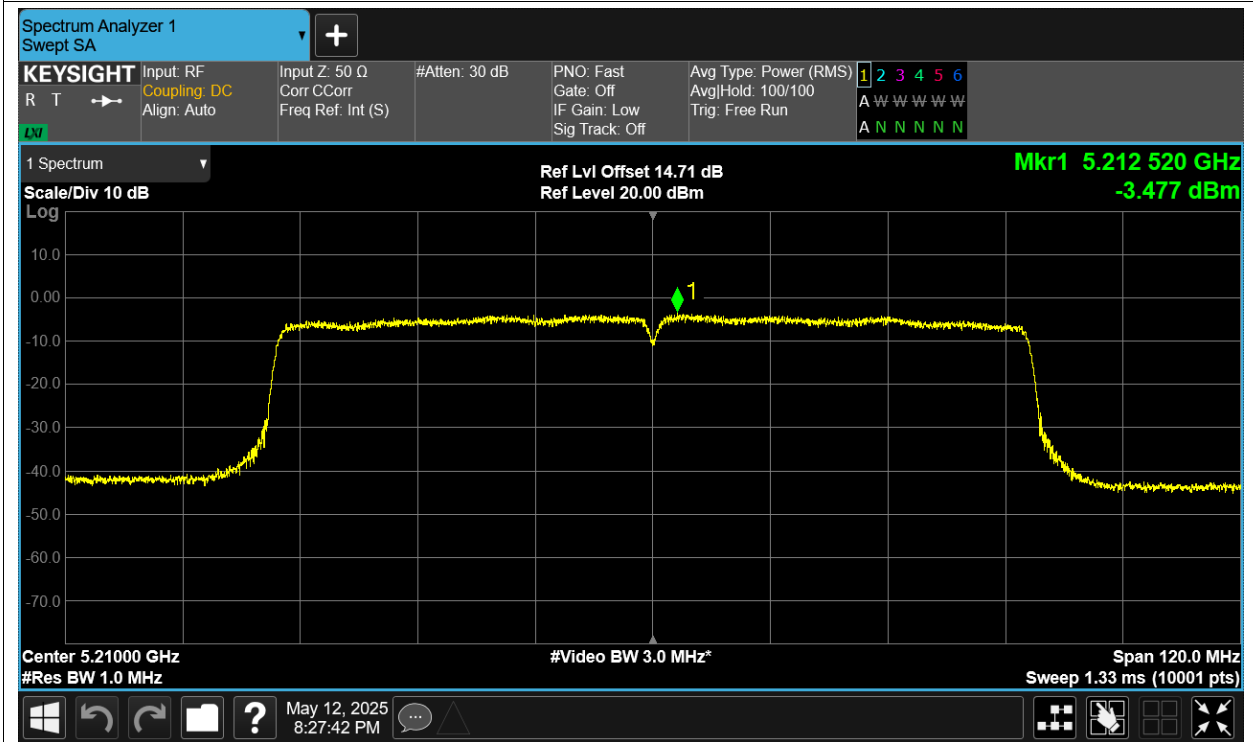 Spectrum Analyzer 1
Swept SA
+
KEYSIGHT
R T
LXI
Input: RF
Coupling: DC
Align: Auto
Input Z: 50 Ω
Corr CCorr
Freq Ref: Int (S)
#Atten: 30 dB
PNO: Fast
Gate: Off
IF Gain: Low
Sig Track: Off
Avg Type: Power (RMS)
Avg|Hold: 100/100
Trig: Free Run
1 2 3 4 5 6
A W W W W W
A N N N N N
1 Spectrum
Scale/Div 10 dB
Log
Ref Lvl Offset 14.71 dB
Ref Level 20.00 dBm
Mkr1 5.212 520 GHz
-3.477 dBm
10.0
0.00
-10.0
-20.0
-30.0
-40.0
-50.0
-60.0
-70.0
1
Center 5.21000 GHz
#Res BW 1.0 MHz
#Video BW 3.0 MHz*
Span 120.0 MHz
Sweep 1.33 ms (10001 pts)
?
May 12, 2025
8:27:42 PM